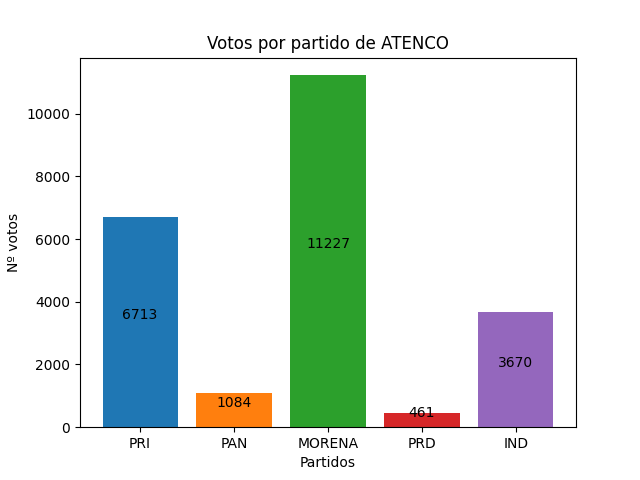 Votos por partido de ATENCO
Nº votos
10000
8000
6000
4000
2000
0
6713
1084
11227
461
3670
PRI
PAN
MORENA
PRD
IND
Partidos